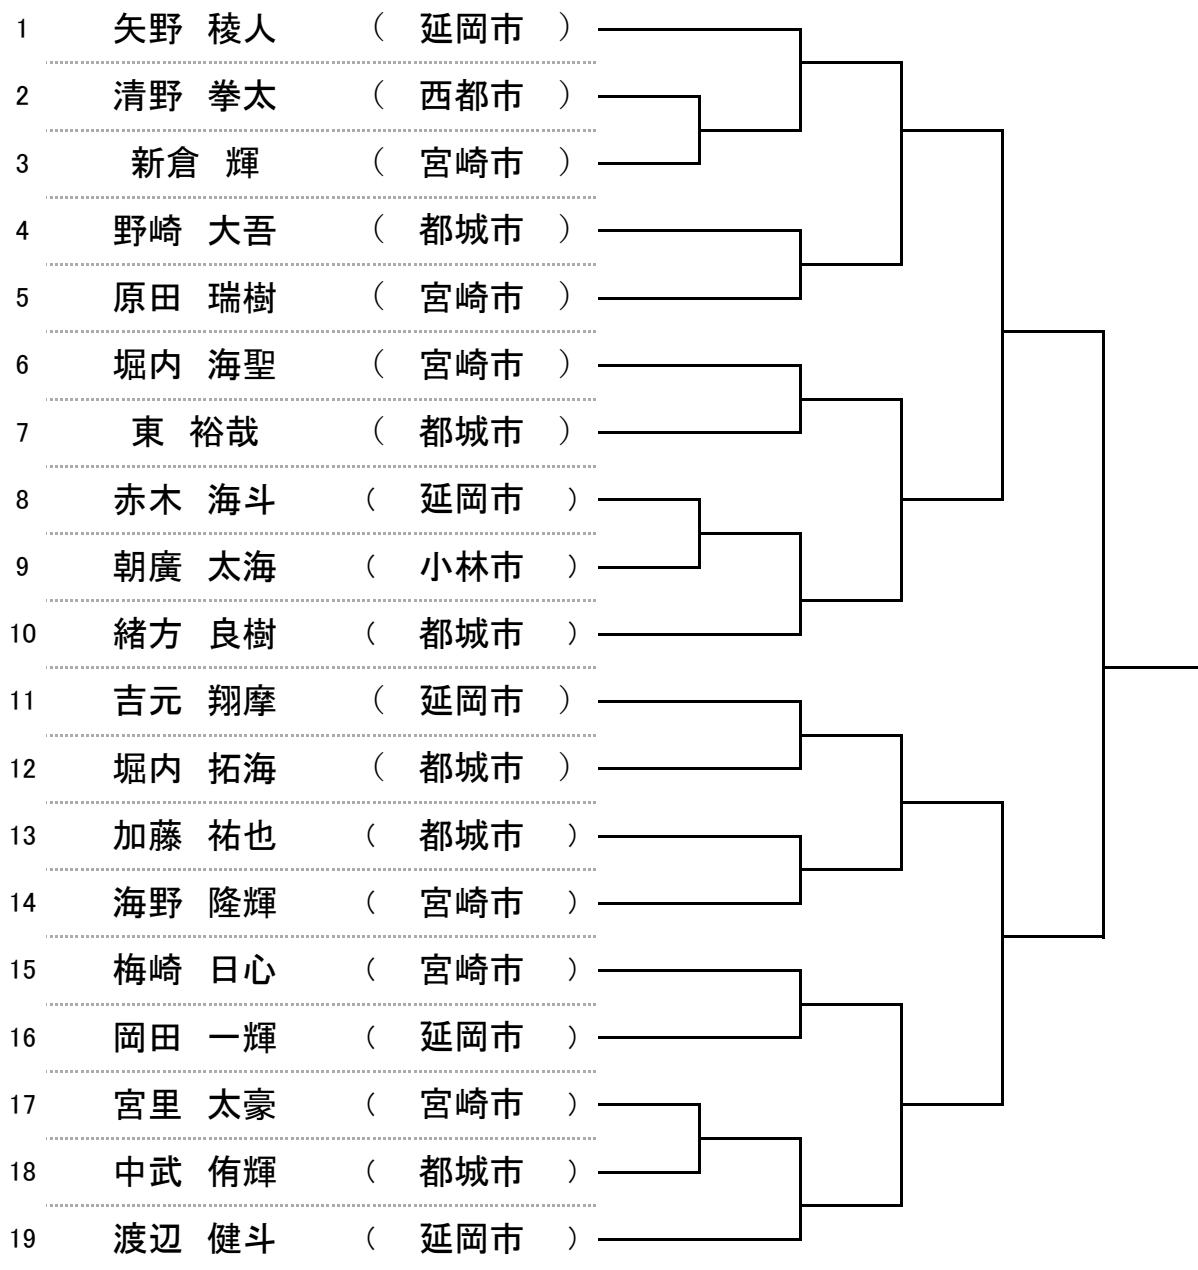 1 矢野 稜人 （ 延岡市 ）
2 清野 拳太 （ 西都市 ）
3 新倉 輝 （ 宮崎市 ）
4 野崎 大吾 （ 都城市 ）
5 原田 瑞樹 （ 宮崎市 ）
6 堀内 海聖 （ 宮崎市 ）
7 東 裕哉 （ 都城市 ）
8 赤木 海斗 （ 延岡市 ）
9 朝廣 太海 （ 小林市 ）
10 緒方 良樹 （ 都城市 ）
11 吉元 翔摩 （ 延岡市 ）
12 堀内 拓海 （ 都城市 ）
13 加藤 祐也 （ 都城市 ）
14 海野 隆輝 （ 宮崎市 ）
15 梅崎 日心 （ 宮崎市 ）
16 岡田 一輝 （ 延岡市 ）
17 宮里 太豪 （ 宮崎市 ）
18 中武 侑輝 （ 都城市 ）
19 渡辺 健斗 （ 延岡市 ）